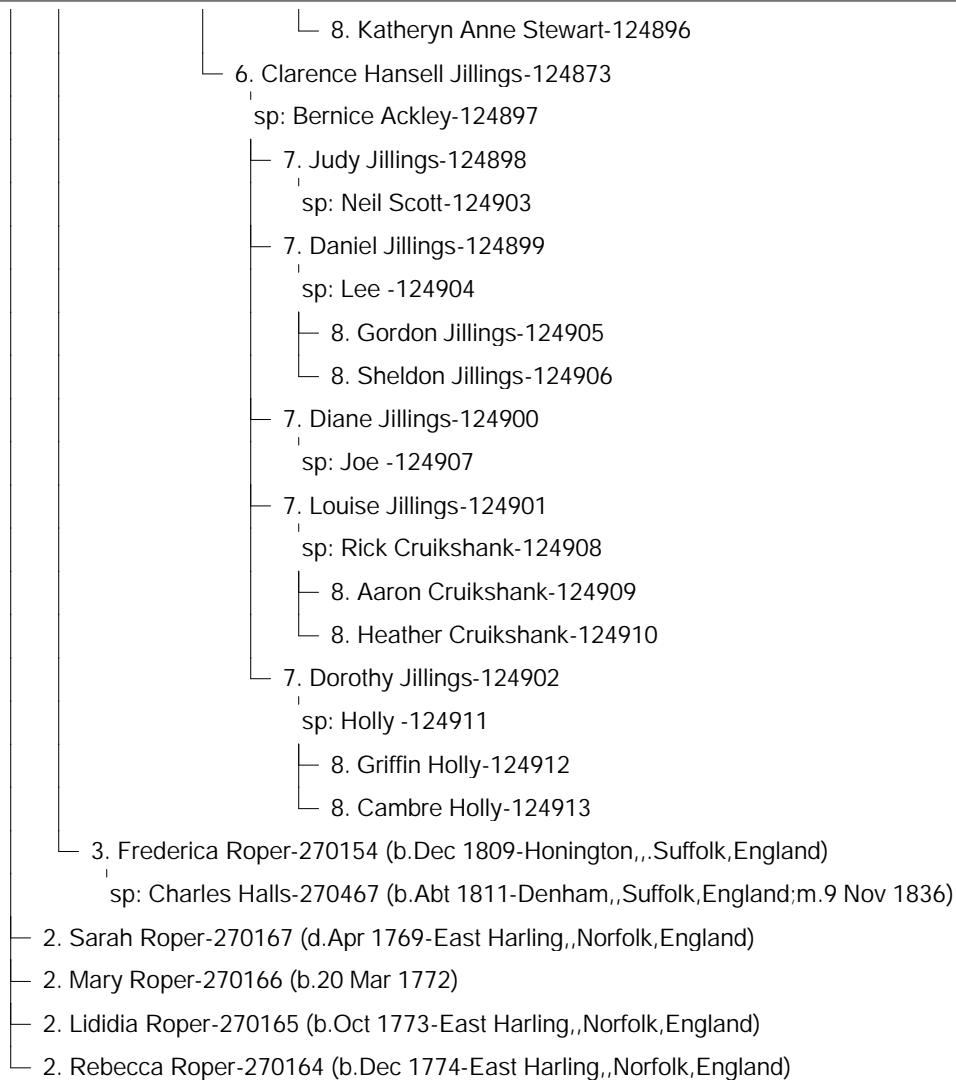 8. Katheryn Anne Stewart-124896
6. Clarence Hansell Jillings-124873
sp: Bernice Ackley-124897
7. Judy Jillings-124898
sp: Neil Scott-124903
7. Daniel Jillings-124899
sp: Lee -124904
8. Gordon Jillings-124905
8. Sheldon Jillings-124906
7. Diane Jillings-124900
sp: Joe -124907
7. Louise Jillings-124901
sp: Rick Cruikshank-124908
8. Aaron Cruikshank-124909
8. Heather Cruikshank-124910
7. Dorothy Jillings-124902
sp: Holly -124911
8. Griffin Holly-124912
8. Cambre Holly-124913
3. Frederica Roper-270154 (b.Dec 1809-Honington,,.Suffolk,England)
sp: Charles Halls-270467 (b.Abt 1811-Denham,,Suffolk,England;m.9 Nov 1836)
2. Sarah Roper-270167 (d.Apr 1769-East Harling,,Norfolk,England)
2. Mary Roper-270166 (b.20 Mar 1772)
2. Lididia Roper-270165 (b.Oct 1773-East Harling,,Norfolk,England)
2. Rebecca Roper-270164 (b.Dec 1774-East Harling,,Norfolk,England)